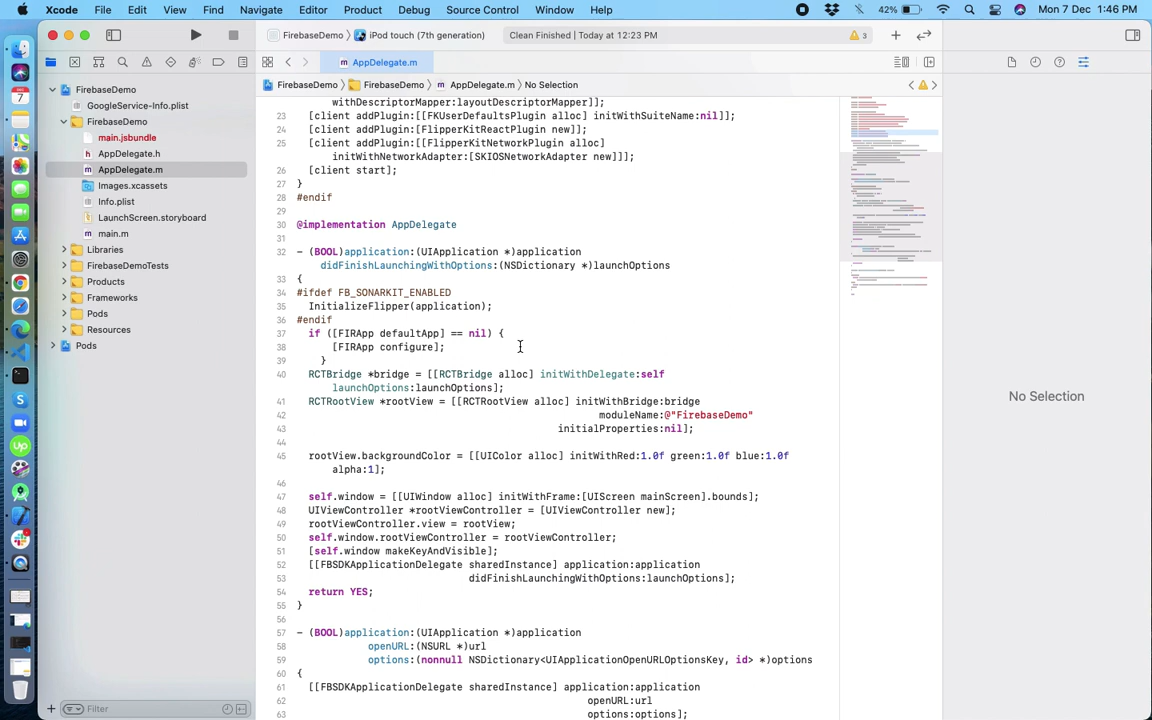 Xcode File Edit View Find Navigate Editor Product Debug Source Control Window Help 42% Mon 7 Dec 1:46 PM
FirebaseDemo iPod touch (7th generation) Clean Finished | Today at 12:23 PM 3
AppDelegate.m
FirebaseDemo FirebaseDemo AppDelegate.m No Selection
FirebaseDemo
GoogleService-Info.plist
FirebaseDemo
main.jsbundle
AppDelegate.h
AppDelegate.m
Images.xcassets
Info.plist
LaunchScreen.storyboard
main.m
Libraries
FirebaseDemoTests
Products
Frameworks
Pods
Resources
Pods
Filter
withDescriptorMapper:layoutDescriptorMapper]];
23 [client addPlugin:[[FKUserDefaultsPlugin alloc] initWithSuiteName:nil]];
24 [client addPlugin:[FlipperKitReactPlugin new]];
25 [client addPlugin:[[FlipperKitNetworkPlugin alloc]
initWithNetworkAdapter:[SKIOSNetworkAdapter new]]];
26 [client start];
27 }
28 #endif
29
30 @implementation AppDelegate
31
32 - (BOOL)application:(UIApplication *)application
didFinishLaunchingWithOptions:(NSDictionary *)launchOptions
33 {
34 #ifdef FB_SONARKIT_ENABLED
35 InitializeFlipper(application);
36 #endif
37 if ([FIRApp defaultApp] == nil) {
38 [FIRApp configure];
39 }
40 RCTBridge *bridge = [[RCTBridge alloc] initWithDelegate:self
launchOptions:launchOptions];
41 RCTRootView *rootView = [[RCTRootView alloc] initWithBridge:bridge
42 moduleName:@"FirebaseDemo"
43 initialProperties:nil];
44
45 rootView.backgroundColor = [[UIColor alloc] initWithRed:1.0f green:1.0f blue:1.0f
alpha:1];
46
47 self.window = [[UIWindow alloc] initWithFrame:[UIScreen mainScreen].bounds];
48 UIViewController *rootViewController = [UIViewController new];
49 rootViewController.view = rootView;
50 self.window.rootViewController = rootViewController;
51 [self.window makeKeyAndVisible];
52 [[FBSDKApplicationDelegate sharedInstance] application:application
53 didFinishLaunchingWithOptions:launchOptions];
54 return YES;
55 }
56
57 - (BOOL)application:(UIApplication *)application
58 openURL:(NSURL *)url
59 options:(nonnull NSDictionary<UIApplicationOpenURLOptionsKey, id> *)options
60 {
61 [[FBSDKApplicationDelegate sharedInstance] application:application
62 openURL:url
63 options:options];
No Selection